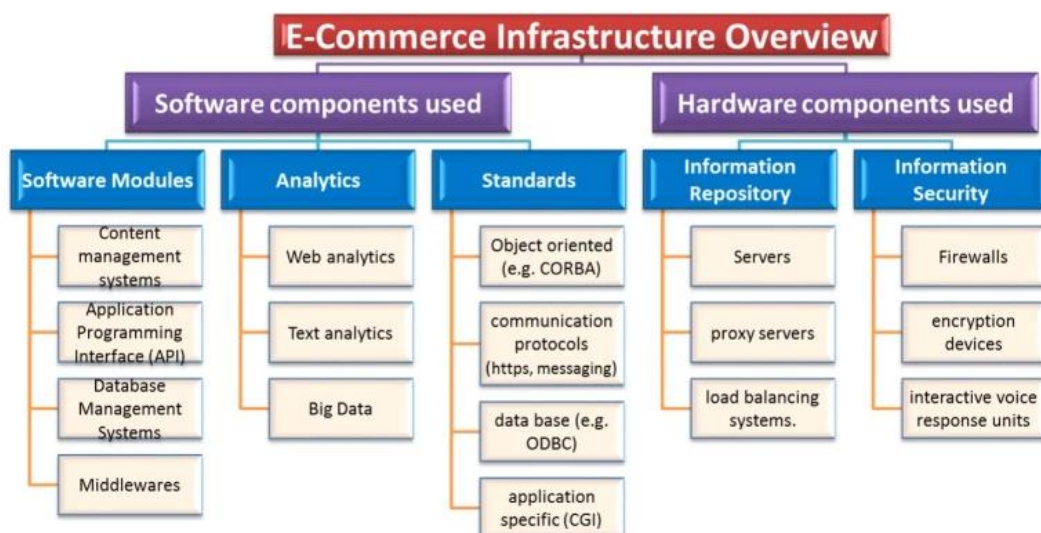 E-Commerce Infrastructure Overview
Software components used
Hardware components used
Software Modules
Analytics
Standards
Information
Repository
Information
Security
Content
management
systems
Application
Programming
Interface (API)
Database
Management
Systems
Middlewares
Web analytics
Text analytics
Big Data
Object oriented
(e.g. CORBA)
communication
protocols
(https, messaging)
data base (e.g.
ODBC)
application
specific (CGI)
Servers
proxy servers
load balancing
systems.
Firewalls
encryption
devices
interactive voice
response units